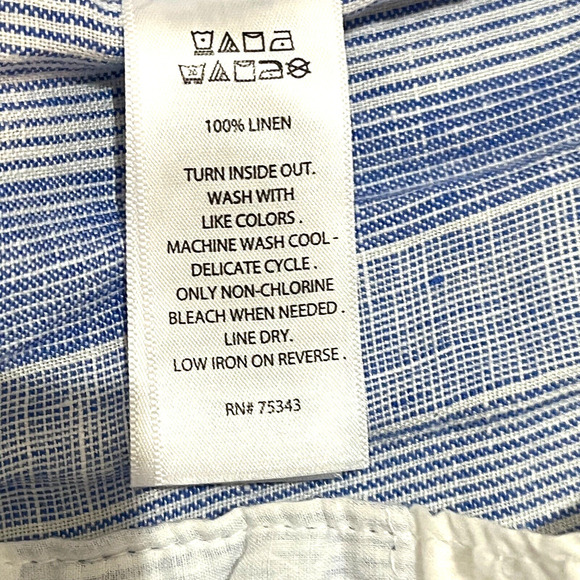 100% LINEN
TURN INSIDE OUT.
WASH WITH
LIKE COLORS .
MACHINE WASH COOL -
DELICATE CYCLE .
ONLY NON-CHLORINE
BLEACH WHEN NEEDED .
LINE DRY.
LOW IRON ON REVERSE .
RN# 75343